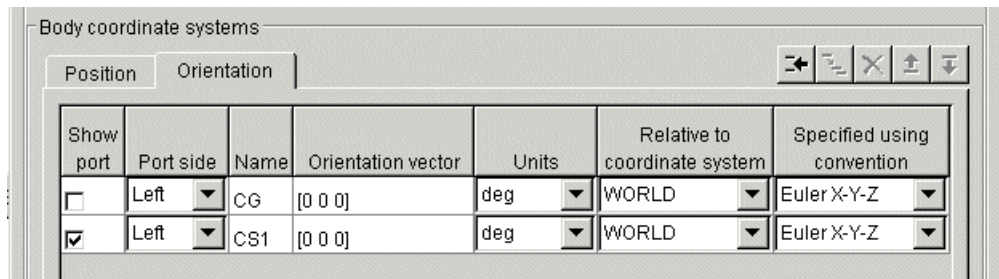 Body coordinate systems
Position Orientation
Show port Port side Name Orientation vector Units Relative to coordinate system Specified using convention
Left CG [0 0 0] deg WORLD Euler X-Y-Z
Left CS1 [0 0 0] deg WORLD Euler X-Y-Z